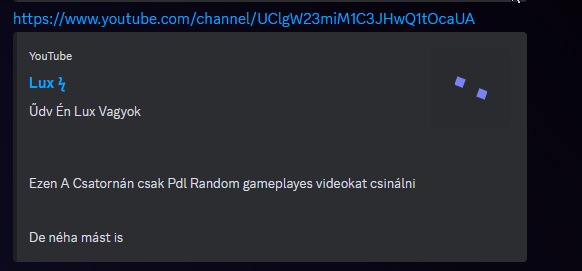 https://www.youtube.com/channel/UClgW23miM1C3JHwQ1tOcaUA
YouTube
Lux ϟ
Űdv Én Lux Vagyok
Ezen A Csatornán csak Pdl Random gameplayes videokat csinálni
De néha mást is